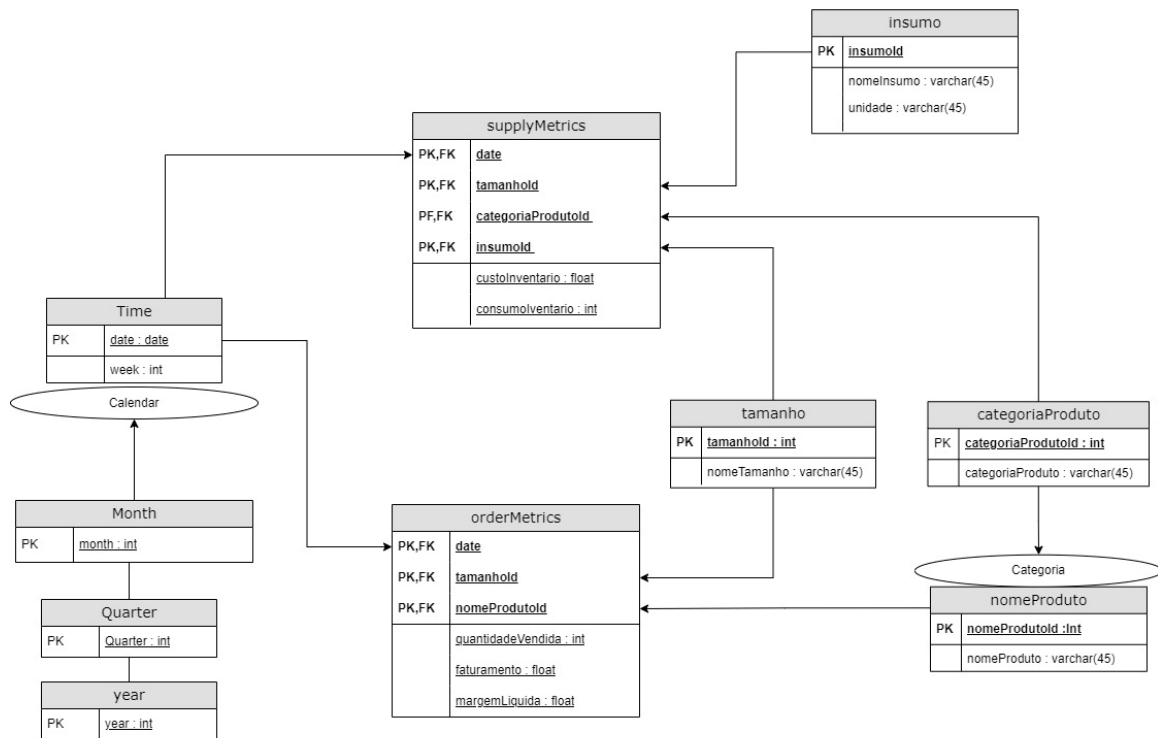 insumo
PK insumoId
nomeInsumo : varchar(45)
unidade : varchar(45)
supplyMetrics
PK,FK date
PK,FK tamanhoId
PF,FK categoriaProdutoId
PK,FK insumoId
custoInventario : float
consumoIventario : int
Time
PK date : date
week : int
Calendar
tamanho
PK tamanhoId : int
nomeTamanho : varchar(45)
categoriaProduto
PK categoriaProdutoId : int
categoriaProduto : varchar(45)
Month
PK month : int
orderMetrics
PK,FK date
PK,FK tamanhoId
PK,FK nomeProdutoId
quantidadeVendida : int
faturamento : float
margemLiquida : float
Categoria
nomeProduto
PK nomeProdutoId :Int
nomeProduto : varchar(45)
Quarter
PK Quarter : int
year
PK year : int